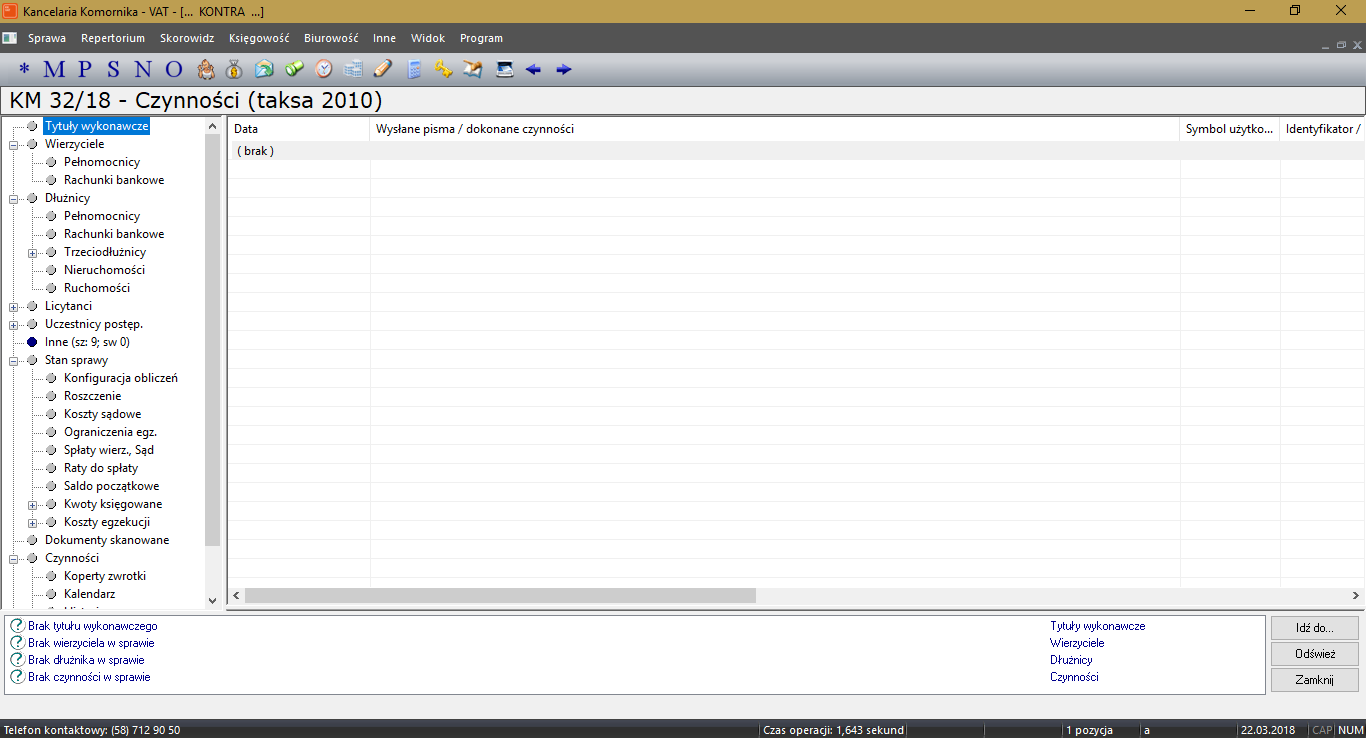 Kancelaria Komornika - VAT - [... KONTRA ...]
Sprawa Repertorium Skorowidz Księgowość Biurowość Inne Widok Program
* M P S N O
KM 32/18 - Czynności (taksa 2010)
Tytuły wykonawcze
Wierzyciele
Pełnomocnicy
Rachunki bankowe
Dłużnicy
Pełnomocnicy
Rachunki bankowe
Trzeciodłużnicy
Nieruchomości
Ruchomości
Licytanci
Uczestnicy postęp.
Inne (sz: 9; sw 0)
Stan sprawy
Konfiguracja obliczeń
Roszczenie
Koszty sądowe
Ograniczenia egz.
Spłaty wierz., Sąd
Raty do spłaty
Saldo początkowe
Kwoty księgowane
Koszty egzekucji
Dokumenty skanowane
Czynności
Koperty zwrotki
Kalendarz
Data Wysłane pisma / dokonane czynności Symbol użytko... Identyfikator /
( brak )
Brak tytułu wykonawczego Tytuły wykonawcze
Brak wierzyciela w sprawie Wierzyciele
Brak dłużnika w sprawie Dłużnicy
Brak czynności w sprawie Czynności
Idź do...
Odśwież
Zamknij
Telefon kontaktowy: (58) 712 90 50 Czas operacji: 1,643 sekund 1 pozycja a 22.03.2018 CAP NUM